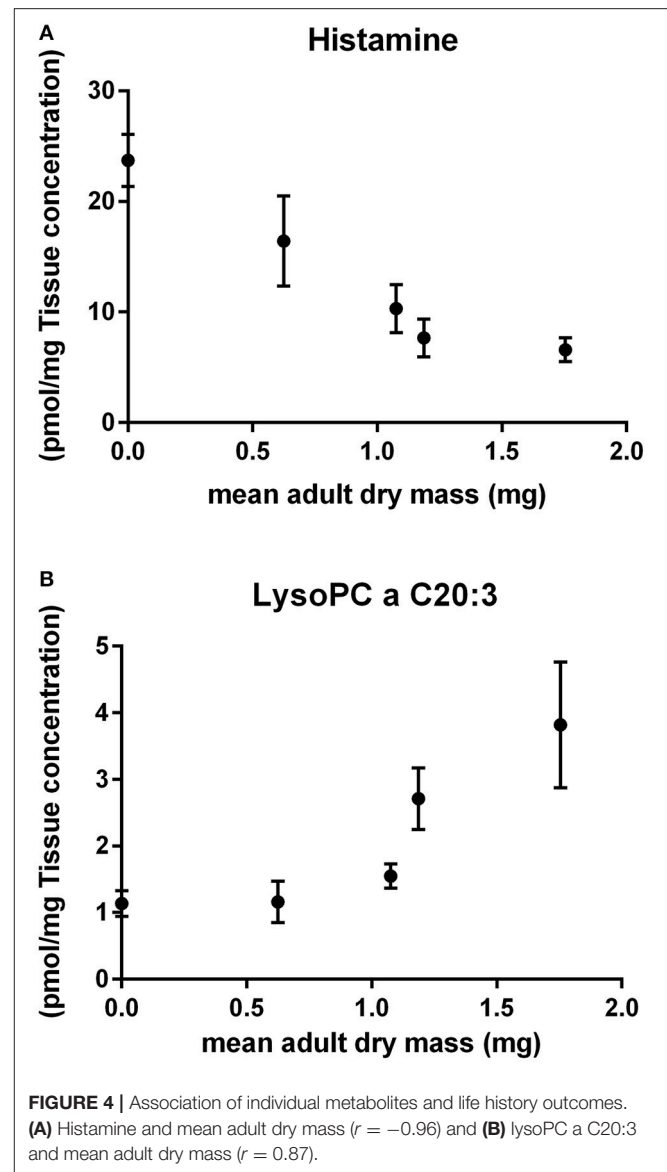 A
Histamine
(pmol/mg Tissue concentration)
30
20
10
0
0.0 0.5 1.0 1.5 2.0
mean adult dry mass (mg)
B
LysoPC a C20:3
(pmol/mg Tissue concentration)
5
4
3
2
1
0
0.0 0.5 1.0 1.5 2.0
mean adult dry mass (mg)
FIGURE 4 | Association of individual metabolites and life history outcomes.
(A) Histamine and mean adult dry mass (r = −0.96) and (B) lysoPC a C20:3
and mean adult dry mass (r = 0.87).